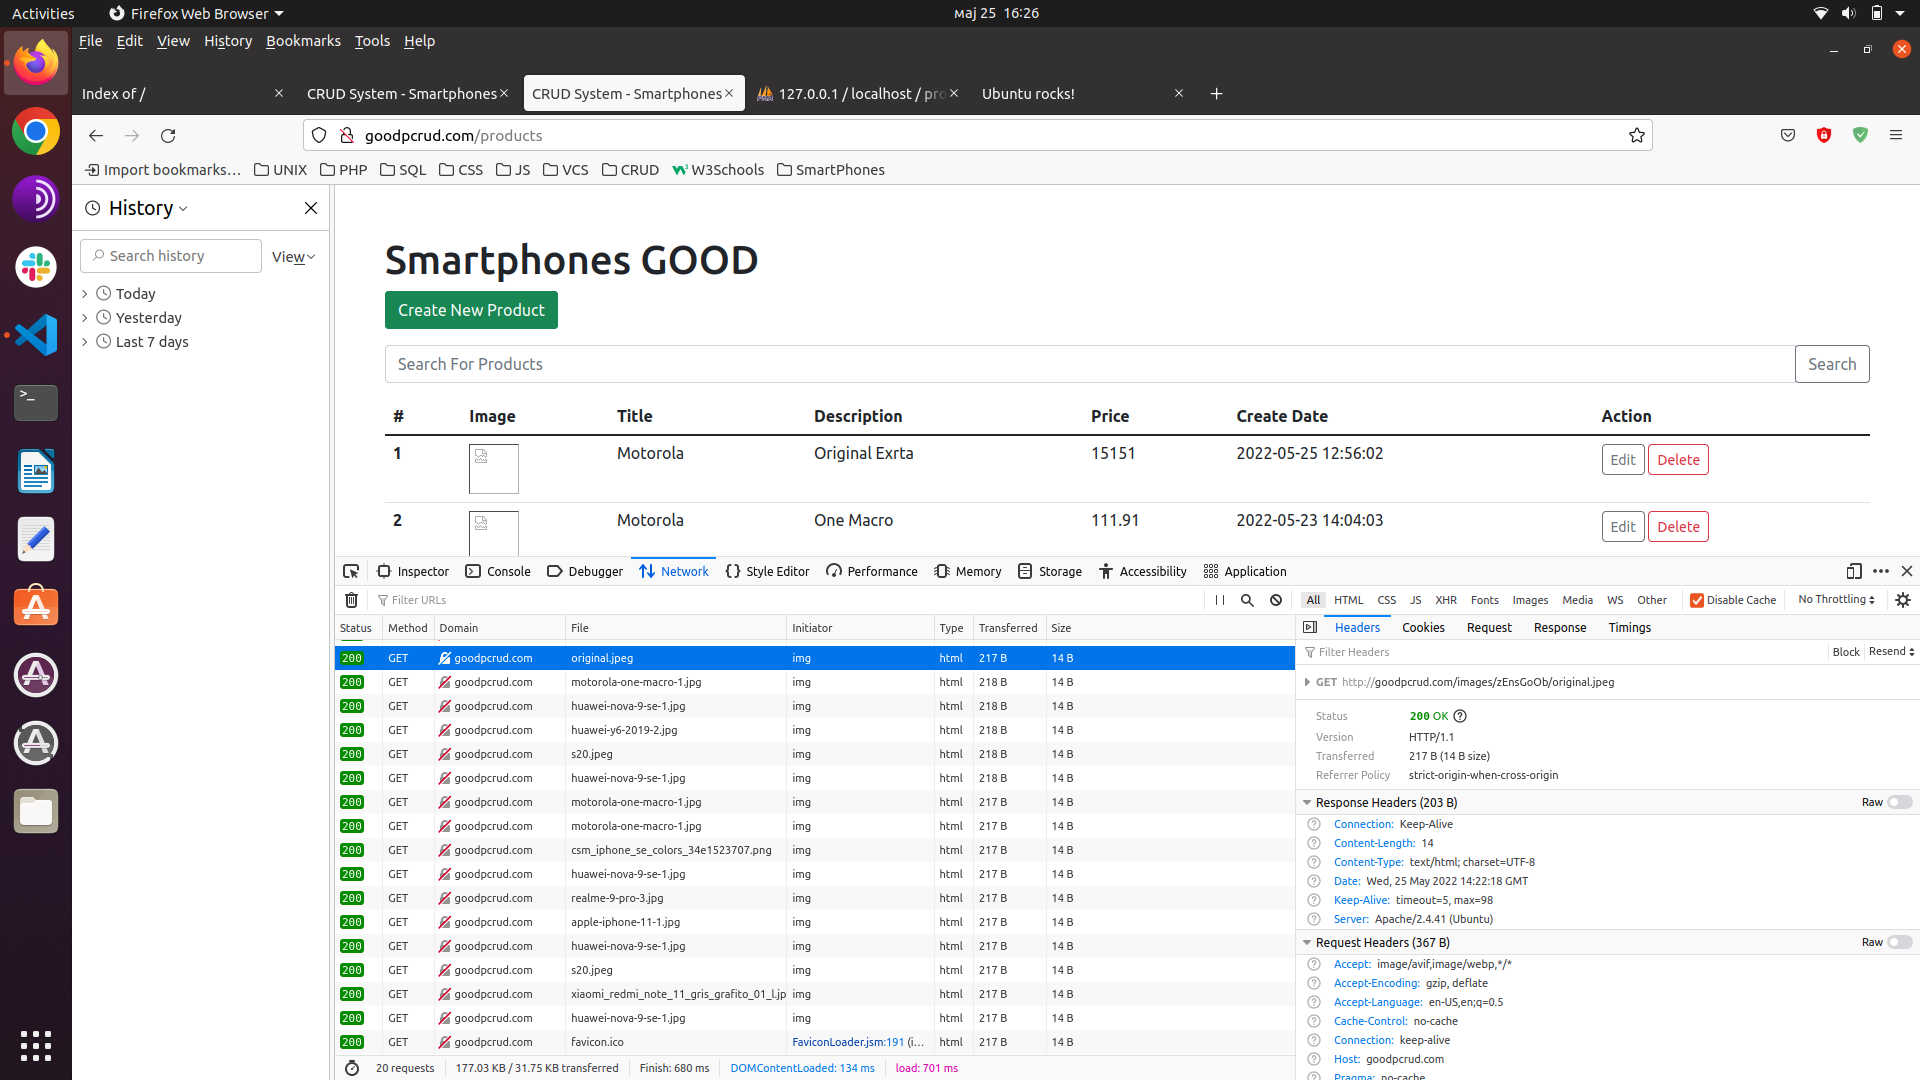 Activities Firefox Web Browser мај 25 16:26
File Edit View History Bookmarks Tools Help
Index of / CRUD System - Smartphones CRUD System - Smartphones 127.0.0.1 / localhost / pro Ubuntu rocks!
goodpcrud.com/products
Import bookmarks... UNIX PHP SQL CSS JS VCS CRUD W3Schools SmartPhones
History
Search history View
Today
Yesterday
Last 7 days
Smartphones GOOD
Create New Product
Search For Products Search
# Image Title Description Price Create Date Action
1 Motorola Original Exrta 15151 2022-05-25 12:56:02 Edit Delete
2 Motorola One Macro 111.91 2022-05-23 14:04:03 Edit Delete
Inspector Console Debugger Network Style Editor Performance Memory Storage Accessibility Application
Filter URLs All HTML CSS JS XHR Fonts Images Media WS Other Disable Cache No Throttling
Status Method Domain File Initiator Type Transferred Size
200 GET goodpcrud.com original.jpeg img html 217 B 14 B
200 GET goodpcrud.com motorola-one-macro-1.jpg img html 218 B 14 B
200 GET goodpcrud.com huawei-nova-9-se-1.jpg img html 218 B 14 B
200 GET goodpcrud.com huawei-y6-2019-2.jpg img html 218 B 14 B
200 GET goodpcrud.com s20.jpeg img html 218 B 14 B
200 GET goodpcrud.com huawei-nova-9-se-1.jpg img html 218 B 14 B
200 GET goodpcrud.com motorola-one-macro-1.jpg img html 217 B 14 B
200 GET goodpcrud.com motorola-one-macro-1.jpg img html 217 B 14 B
200 GET goodpcrud.com csm_iphone_se_colors_34e1523707.png img html 217 B 14 B
200 GET goodpcrud.com huawei-nova-9-se-1.jpg img html 217 B 14 B
200 GET goodpcrud.com realme-9-pro-3.jpg img html 217 B 14 B
200 GET goodpcrud.com apple-iphone-11-1.jpg img html 217 B 14 B
200 GET goodpcrud.com huawei-nova-9-se-1.jpg img html 217 B 14 B
200 GET goodpcrud.com s20.jpeg img html 217 B 14 B
200 GET goodpcrud.com xiaomi_redmi_note_11_gris_grafito_01_l.jp img html 217 B 14 B
200 GET goodpcrud.com huawei-nova-9-se-1.jpg img html 217 B 14 B
200 GET goodpcrud.com favicon.ico FaviconLoader.jsm:191 (i... html 217 B 14 B
20 requests 177.03 KB / 31.75 KB transferred Finish: 680 ms DOMContentLoaded: 134 ms load: 701 ms
Headers Cookies Request Response Timings
Filter Headers Block Resend
GET http://goodpcrud.com/images/zEnsGoOb/original.jpeg
Status 200 OK
Version HTTP/1.1
Transferred 217 B (14 B size)
Referrer Policy strict-origin-when-cross-origin
Response Headers (203 B) Raw
Connection: Keep-Alive
Content-Length: 14
Content-Type: text/html; charset=UTF-8
Date: Wed, 25 May 2022 14:22:18 GMT
Keep-Alive: timeout=5, max=98
Server: Apache/2.4.41 (Ubuntu)
Request Headers (367 B) Raw
Accept: image/avif,image/webp,*/*
Accept-Encoding: gzip, deflate
Accept-Language: en-US,en;q=0.5
Cache-Control: no-cache
Connection: keep-alive
Host: goodpcrud.com
Pragma: no-cache